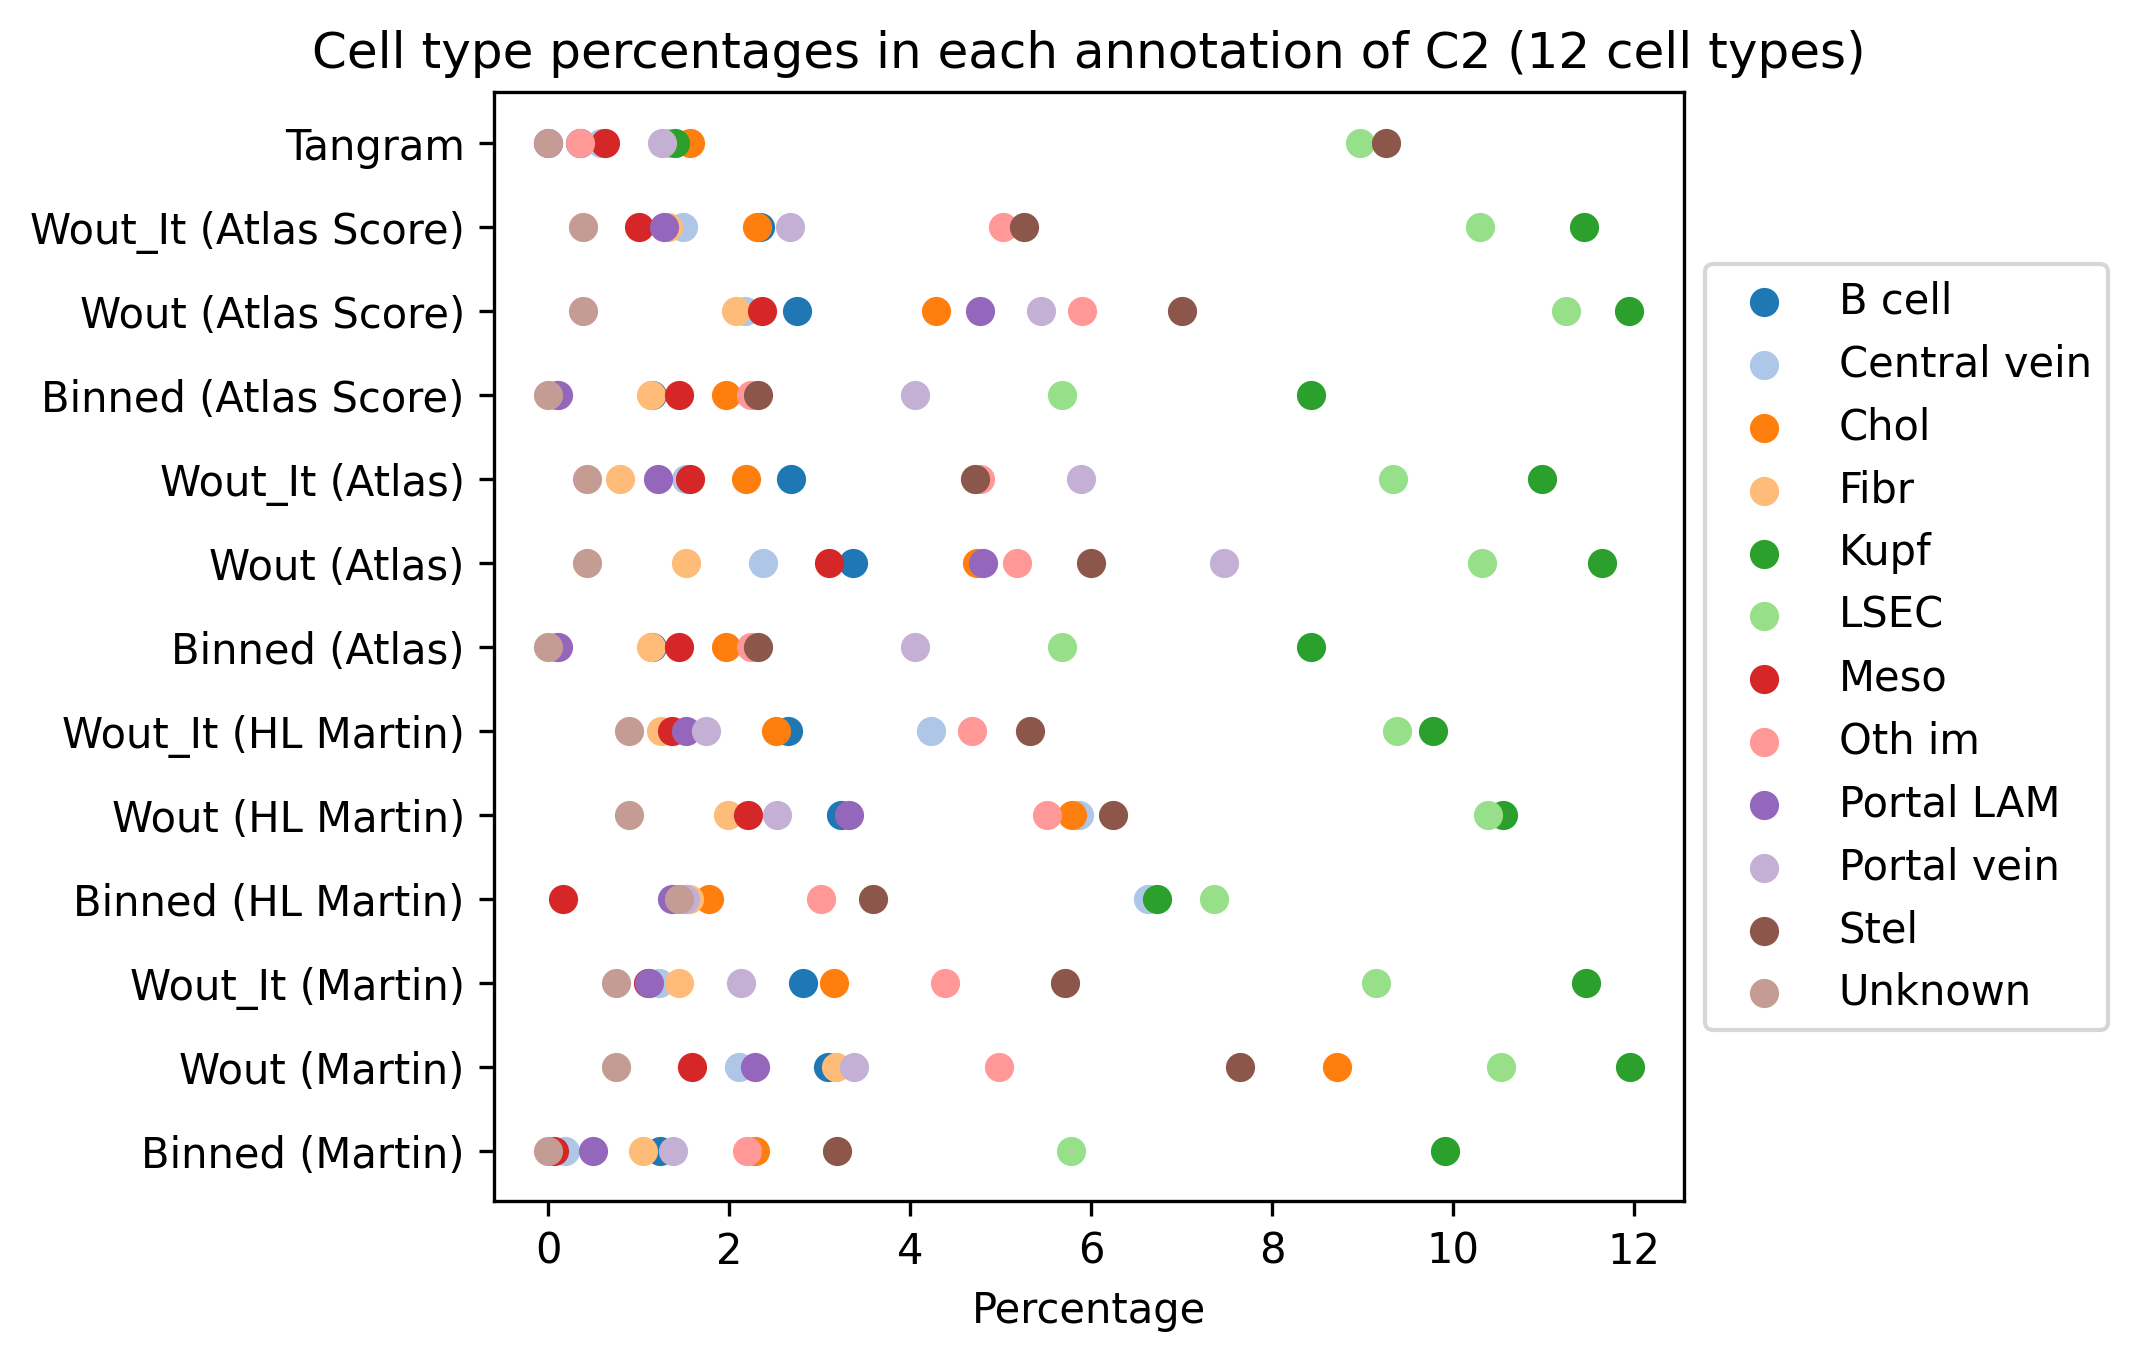 Cell type percentages in each annotation of C2 (12 cell types)
Tangram
Wout_It (Atlas Score)
Wout (Atlas Score)
Binned (Atlas Score)
Wout_It (Atlas)
Wout (Atlas)
Binned (Atlas)
Wout_It (HL Martin)
Wout (HL Martin)
Binned (HL Martin)
Wout_It (Martin)
Wout (Martin)
Binned (Martin)
0 2 4 6 8 10 12
Percentage
B cell
Central vein
Chol
Fibr
Kupf
LSEC
Meso
Oth im
Portal LAM
Portal vein
Stel
Unknown